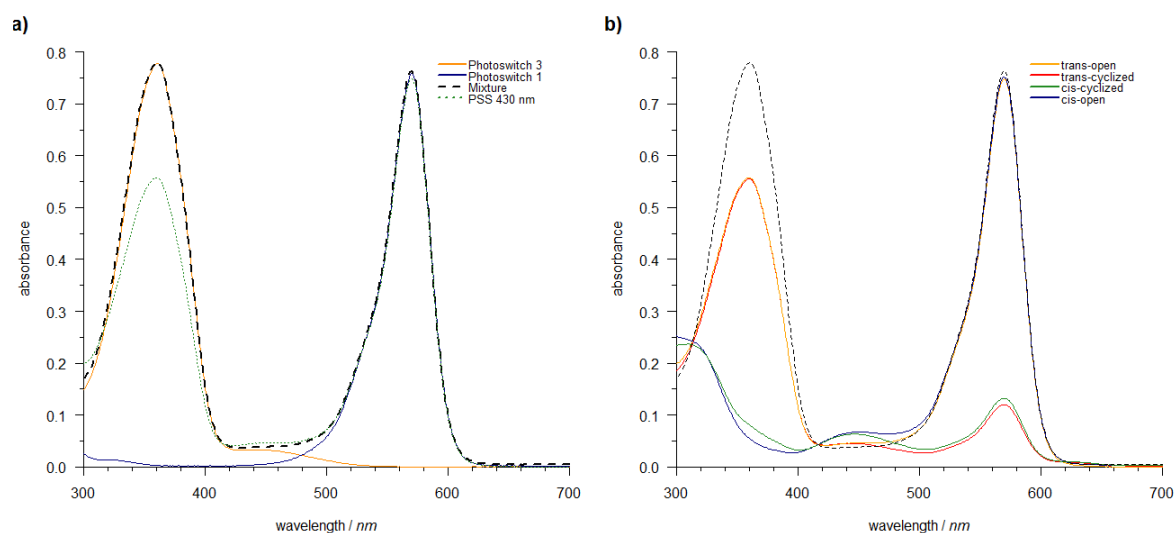 a)
0.8
0.7
0.6
0.5
0.4
0.3
0.2
0.1
0.0
absorbance
300
400
500
600
700
wavelength / nm
Photoswitch 3
Photoswitch 1
Mixture
PSS 430 nm
b)
0.8
0.7
0.6
0.5
0.4
0.3
0.2
0.1
0.0
absorbance
300
400
500
600
700
wavelength / nm
trans-open
trans-cyclized
cis-cyclized
cis-open